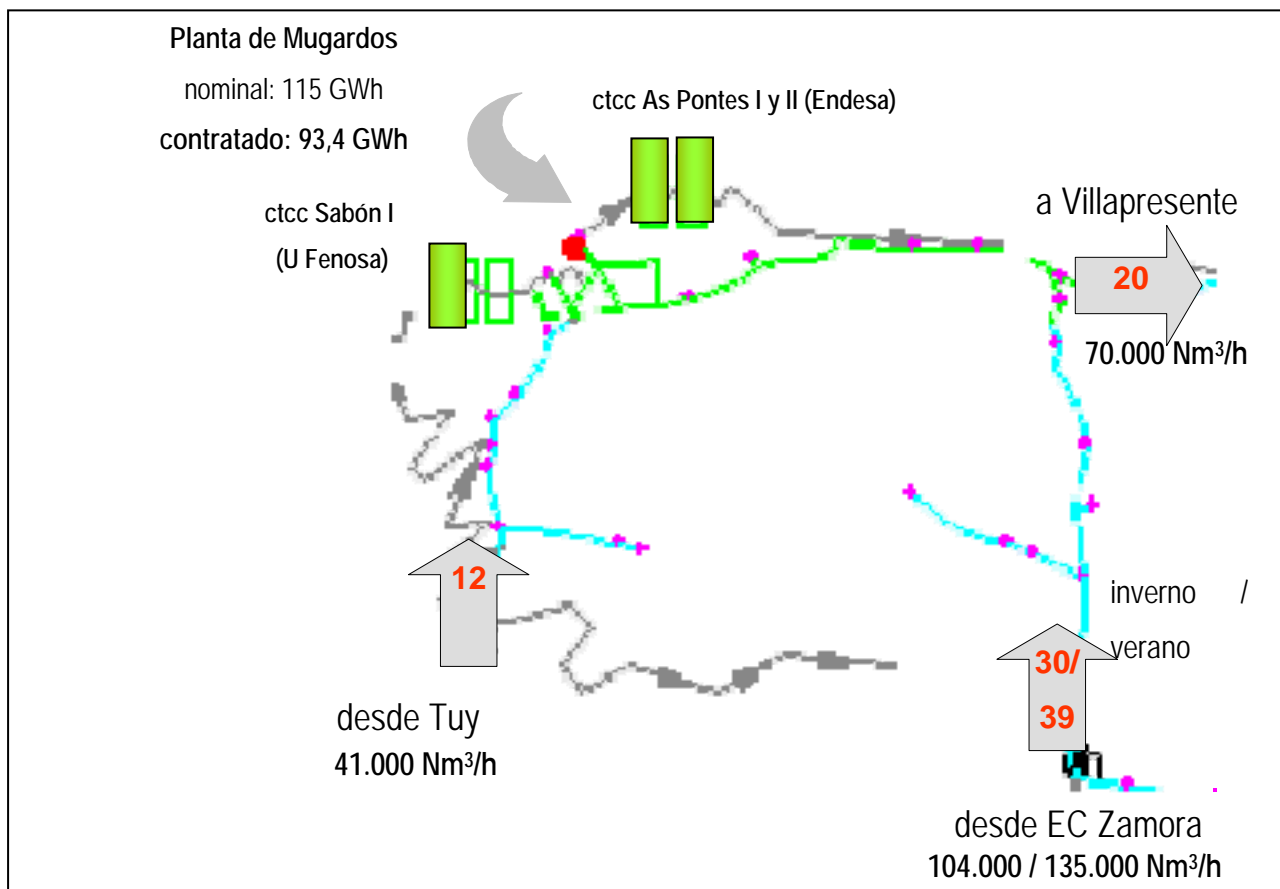 Planta de Mugardos
nominal: 115 GWh
contratado: 93,4 GWh
ctcc As Pontes I y II (Endesa)
ctcc Sabón I
(U Fenosa)
a Villapresente
20
70.000 Nm³/h
12
desde Tuy
41.000 Nm³/h
inverno /
verano
30/
39
desde EC Zamora
104.000 / 135.000 Nm³/h